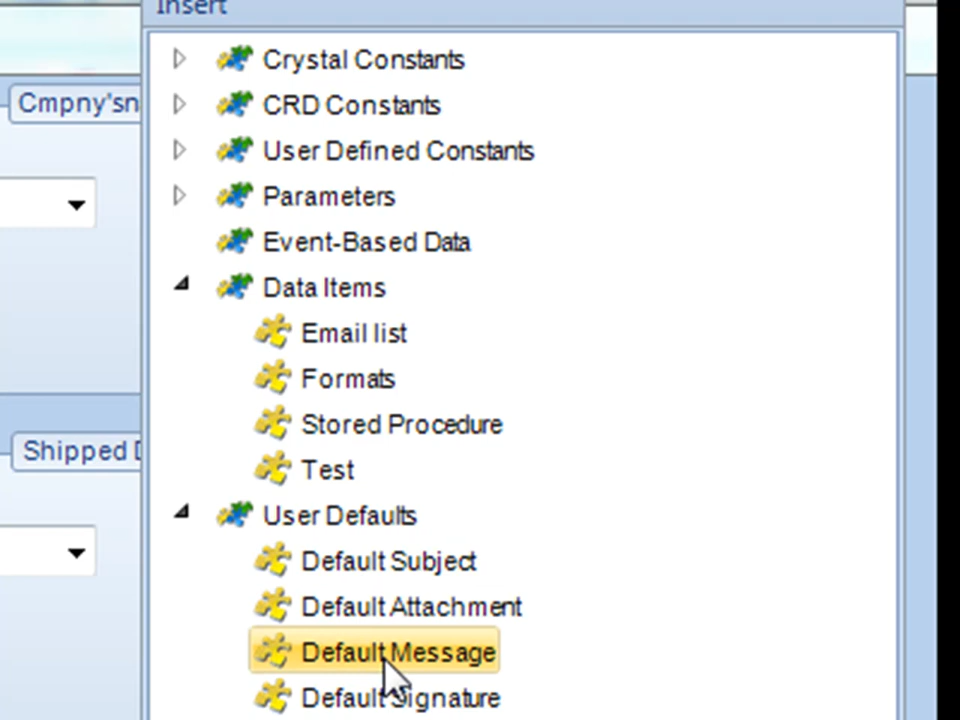 Insert
Crystal Constants
Cmpny'sn
CRD Constants
User Defined Constants
Parameters
Event-Based Data
Data Items
Email list
Formats
Stored Procedure
Shipped D
Test
User Defaults
Default Subject
Default Attachment
Default Message
Default Signature